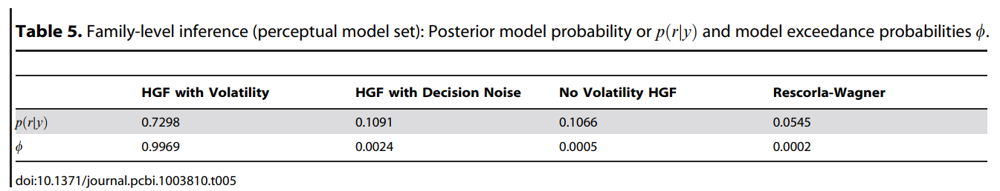 Table 5. Family-level inference (perceptual model set): Posterior model probability or p(r|y) and model exceedance probabilities ϕ.
HGF with Volatility HGF with Decision Noise No Volatility HGF Rescorla-Wagner
p(r|y) 0.7298 0.1091 0.1066 0.0545
ϕ 0.9969 0.0024 0.0005 0.0002
doi:10.1371/journal.pcbi.1003810.t005